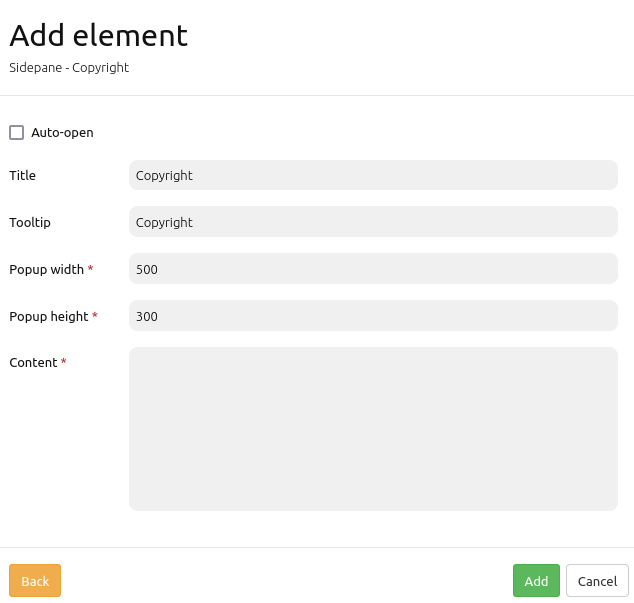 Add element
Sidepane - Copyright
Auto-open
Title
Copyright
Tooltip
Copyright
Popup width *
500
Popup height *
300
Content *
Back
Add
Cancel